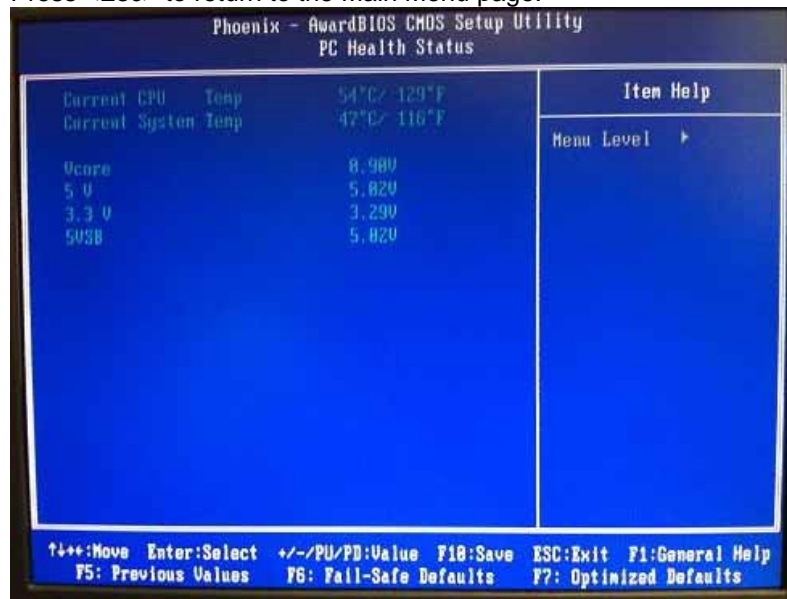 Press <Esc> to return to the main menu page.
Phoenix - AwardBIOS CMOS Setup Utility
PC Health Status
Current CPU Temp 54°C/ 129°F
Current System Temp 47°C/ 116°F
Vcore 0.90V
5 V 5.02V
3.3 V 3.29V
5VSB 5.02V
Item Help
Menu Level ▸
↑↓→←:Move Enter:Select +/-/PU/PD:Value F10:Save ESC:Exit F1:General Help
F5: Previous Values F6: Fail-Safe Defaults F7: Optimized Defaults